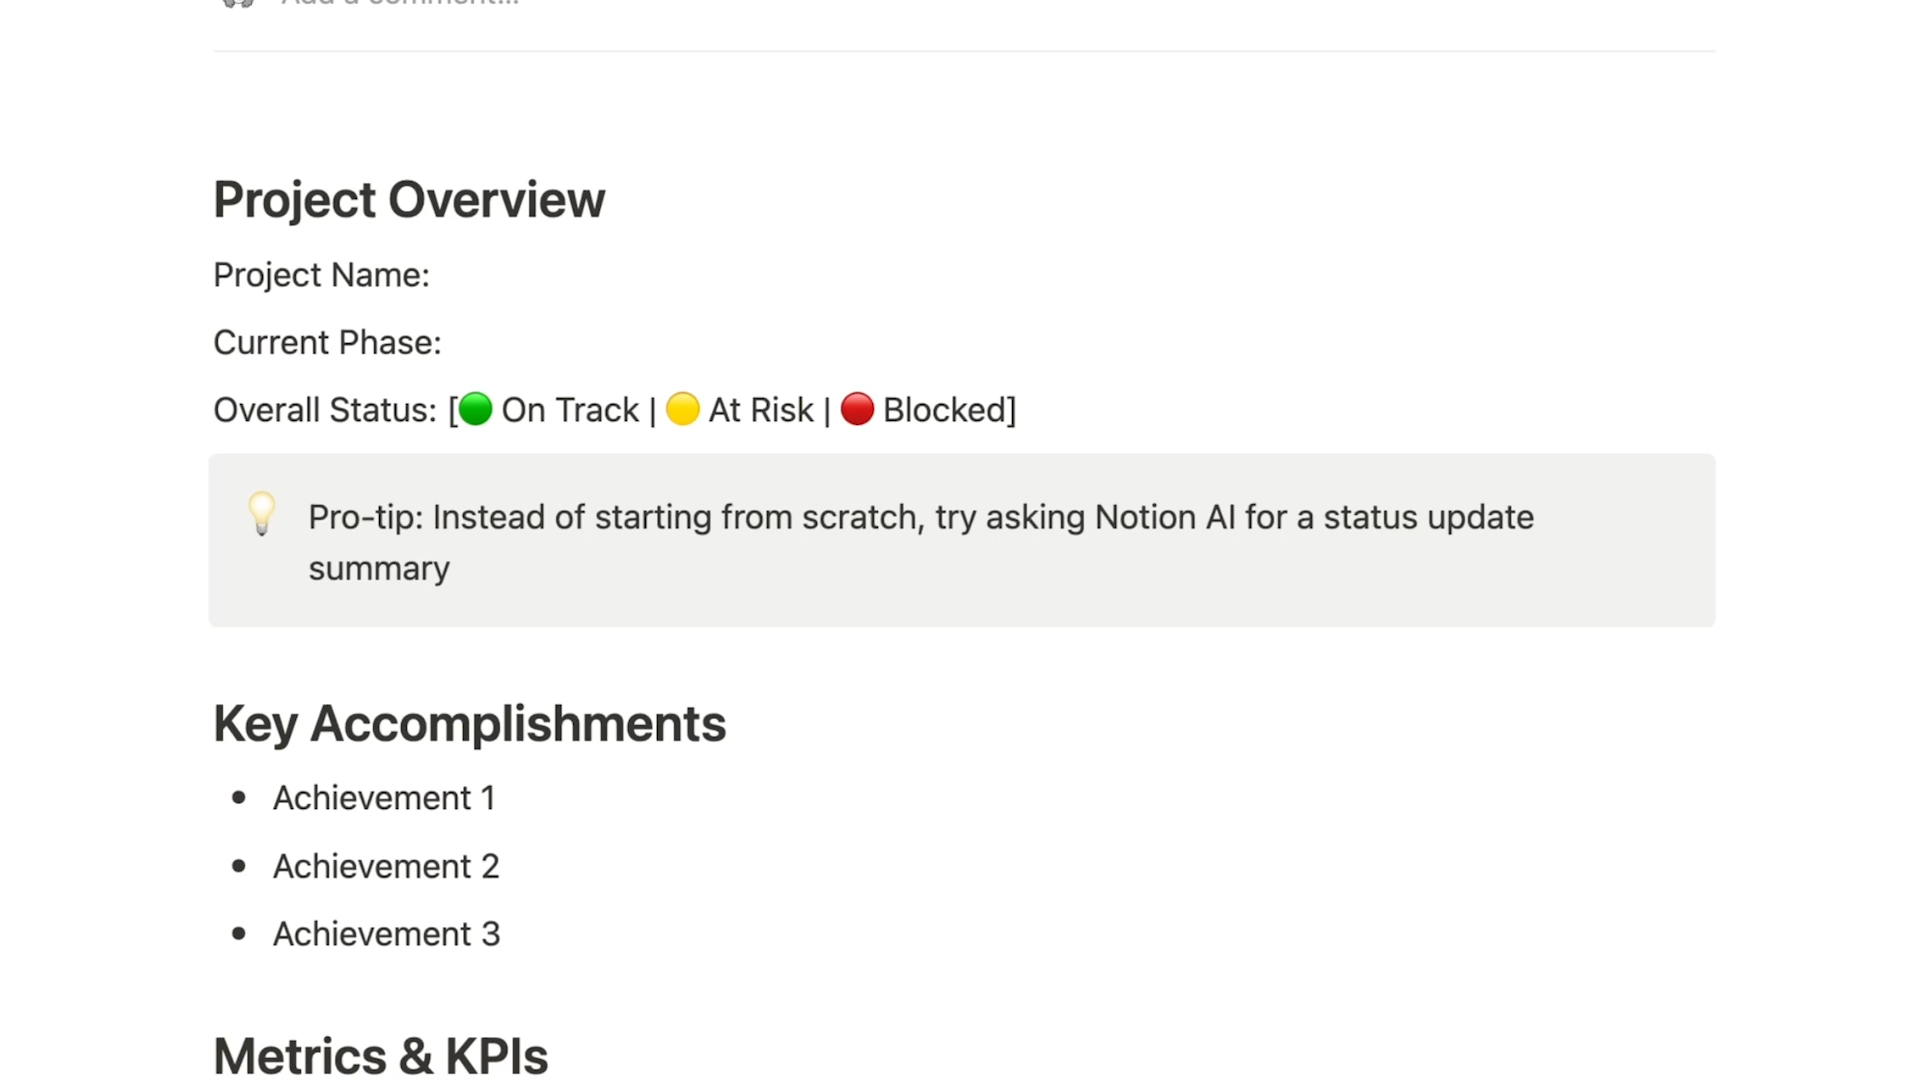 Add a comment...
Project Overview
Project Name:
Current Phase:
Overall Status: [🟢 On Track | 🟡 At Risk | 🔴 Blocked]
Pro-tip: Instead of starting from scratch, try asking Notion AI for a status update
summary
Key Accomplishments
• Achievement 1
• Achievement 2
• Achievement 3
Metrics & KPIs